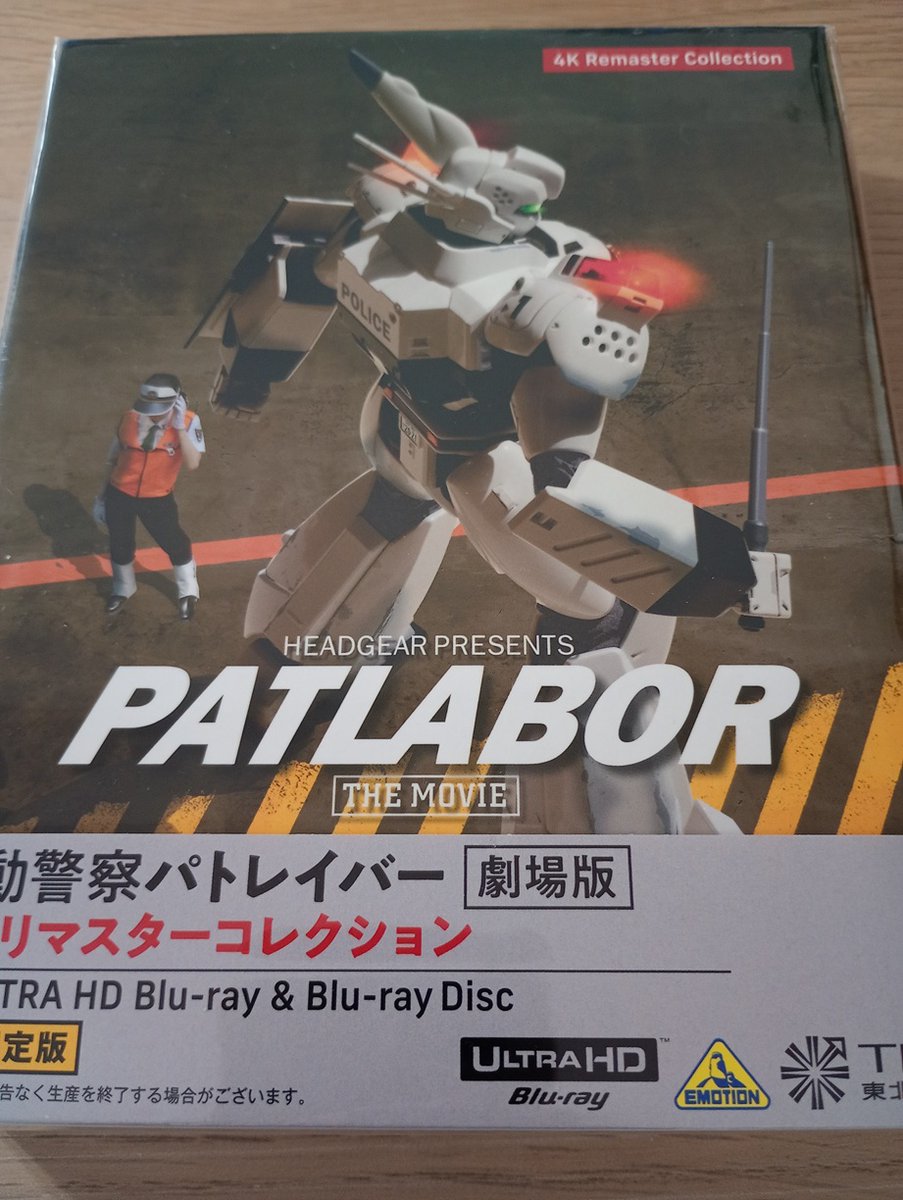 4K Remaster Collection
POLICE
1
HEADGEAR PRESENTS
PATLABOR
THE MOVIE
動警察パトレイバー 劇場版
リマスターコレクション
TRA HD Blu-ray & Blu-ray Disc
定版
告なく生産を終了する場合がございます。
ULTRA HD™
Blu-ray
EMOTION
東北